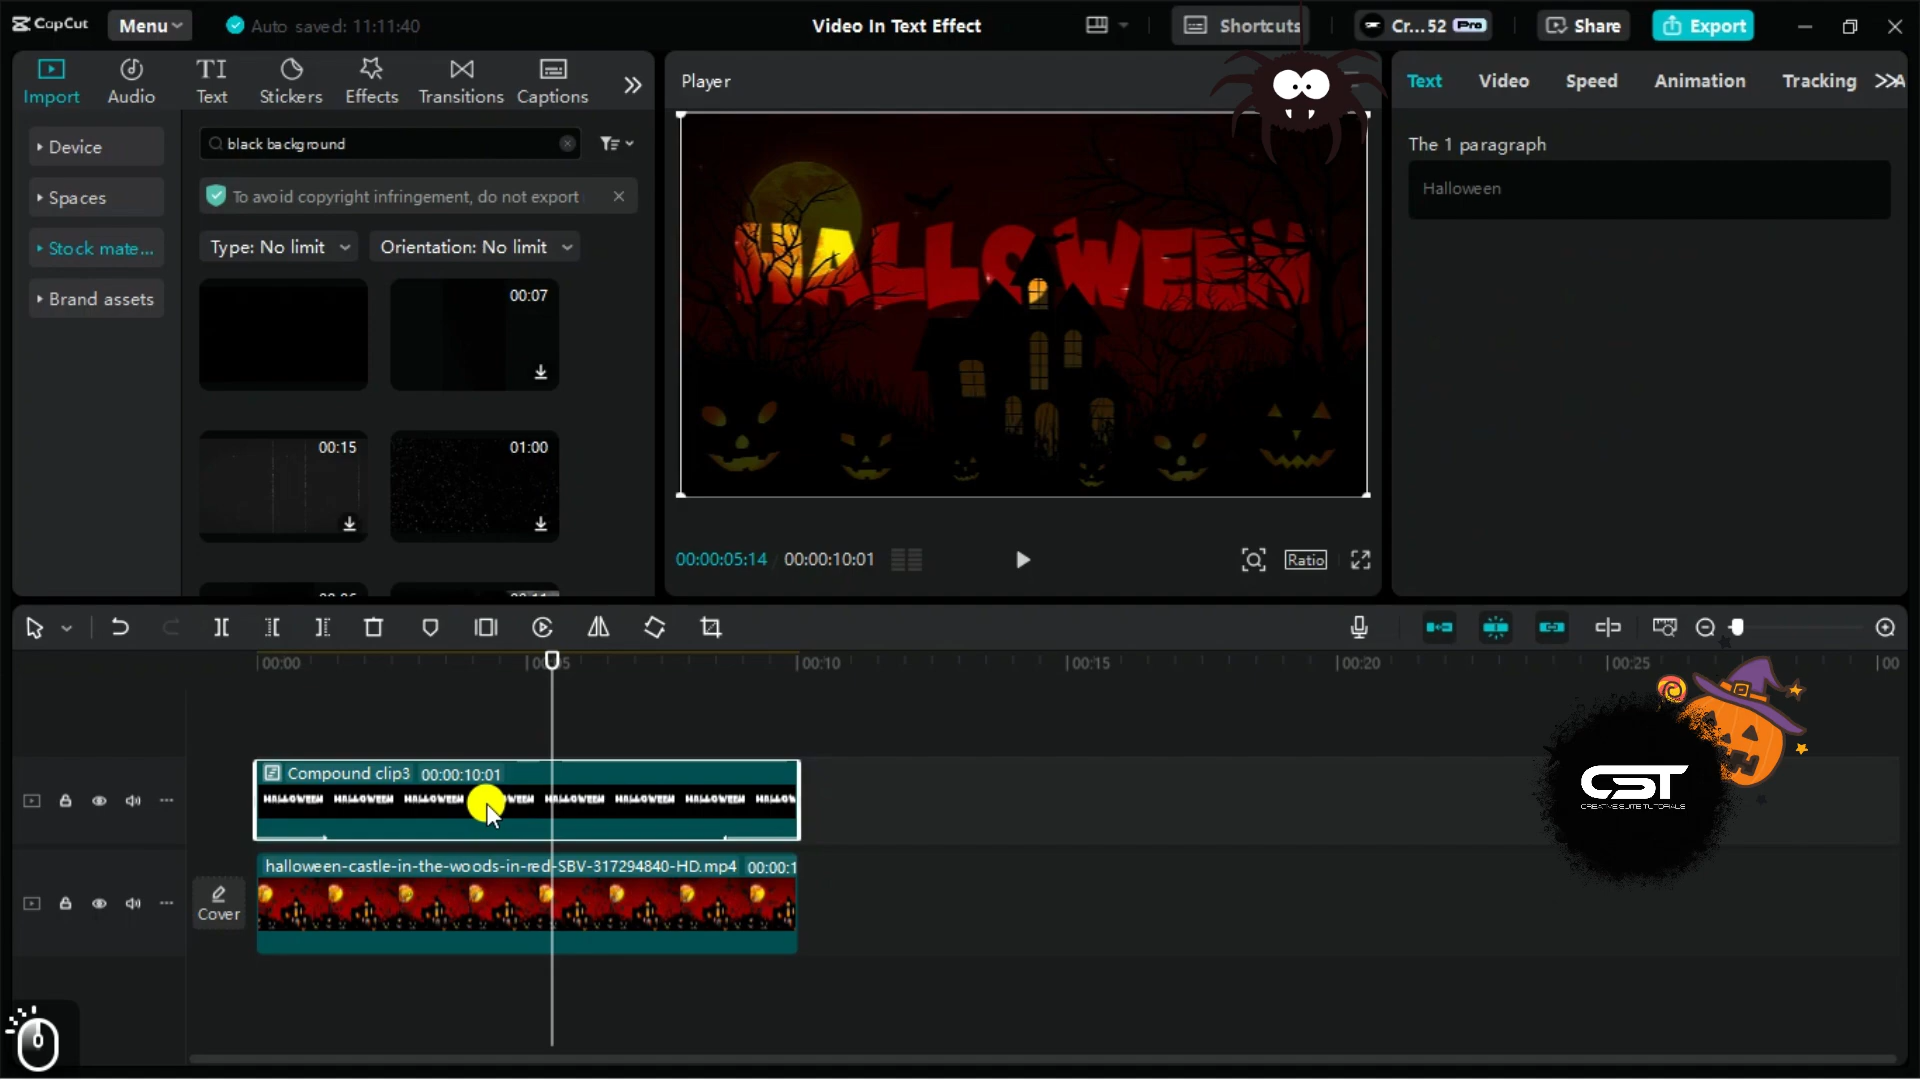 CapCut
Menu
Auto saved: 11:11:40
Video In Text Effect
Shortcuts
Cr...52 Pro
Share
Export
Import
Audio
TI
Text
Stickers
Effects
Transitions
Captions
Player
Text
Video
Speed
Animation
Tracking
Device
Spaces
Stock mate...
Brand assets
black background
To avoid copyright infringement, do not export
Type: No limit
Orientation: No limit
00:07
00:15
01:00
HALLOWEEN
The 1 paragraph
Halloween
00:00:05:14
00:00:10:01
Ratio
00:00
00:05
00:10
00:15
00:20
00:25
00
Compound clip3 00:00:10:01
HALLOWEEN HALLOWEEN HALLOWEEN WEEN HALLOWEEN HALLOWEEN HALLOWEEN HALLOW
halloween-castle-in-the-woods-in-red-SBV-317294840-HD.mp4 00:00:1
Cover
CST
CREATIVE SUITE TUTORIALS